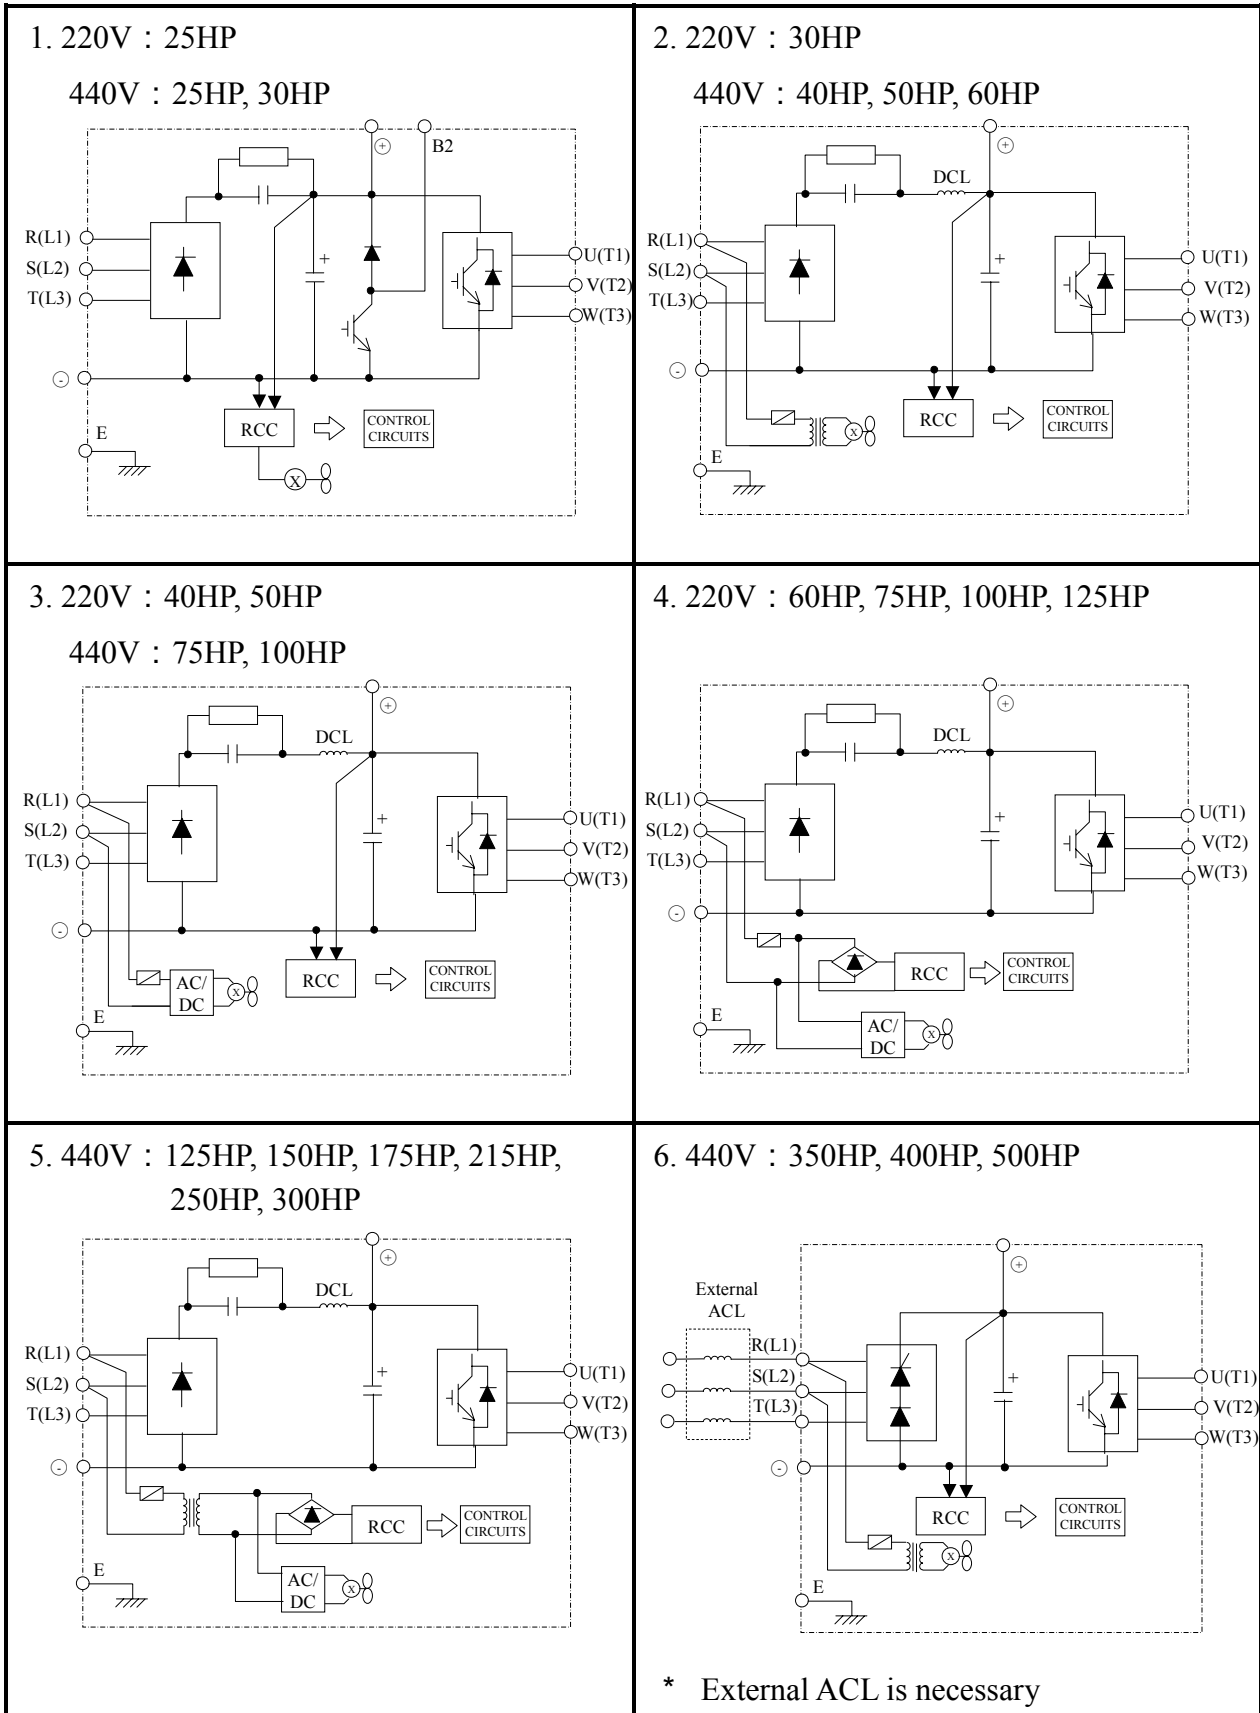 1. 220V：25HP
440V：25HP, 30HP
+
B2
R(L1)
S(L2)
T(L3)
+
U(T1)
V(T2)
W(T3)
-
RCC
CONTROL
CIRCUITS
E
X
2. 220V：30HP
440V：40HP, 50HP, 60HP
+
DCL
R(L1)
S(L2)
T(L3)
+
U(T1)
V(T2)
W(T3)
-
RCC
CONTROL
CIRCUITS
X
E
3. 220V：40HP, 50HP
440V：75HP, 100HP
+
DCL
R(L1)
S(L2)
T(L3)
+
U(T1)
V(T2)
W(T3)
-
AC/
DC
X
RCC
CONTROL
CIRCUITS
E
4. 220V：60HP, 75HP, 100HP, 125HP
+
DCL
R(L1)
S(L2)
T(L3)
+
U(T1)
V(T2)
W(T3)
-
RCC
CONTROL
CIRCUITS
E
AC/
DC
X
5. 440V：125HP, 150HP, 175HP, 215HP,
250HP, 300HP
+
DCL
R(L1)
S(L2)
T(L3)
+
U(T1)
V(T2)
W(T3)
-
RCC
CONTROL
CIRCUITS
E
AC/
DC
X
6. 440V：350HP, 400HP, 500HP
+
External
ACL
R(L1)
S(L2)
T(L3)
+
U(T1)
V(T2)
W(T3)
-
RCC
CONTROL
CIRCUITS
X
E
* External ACL is necessary